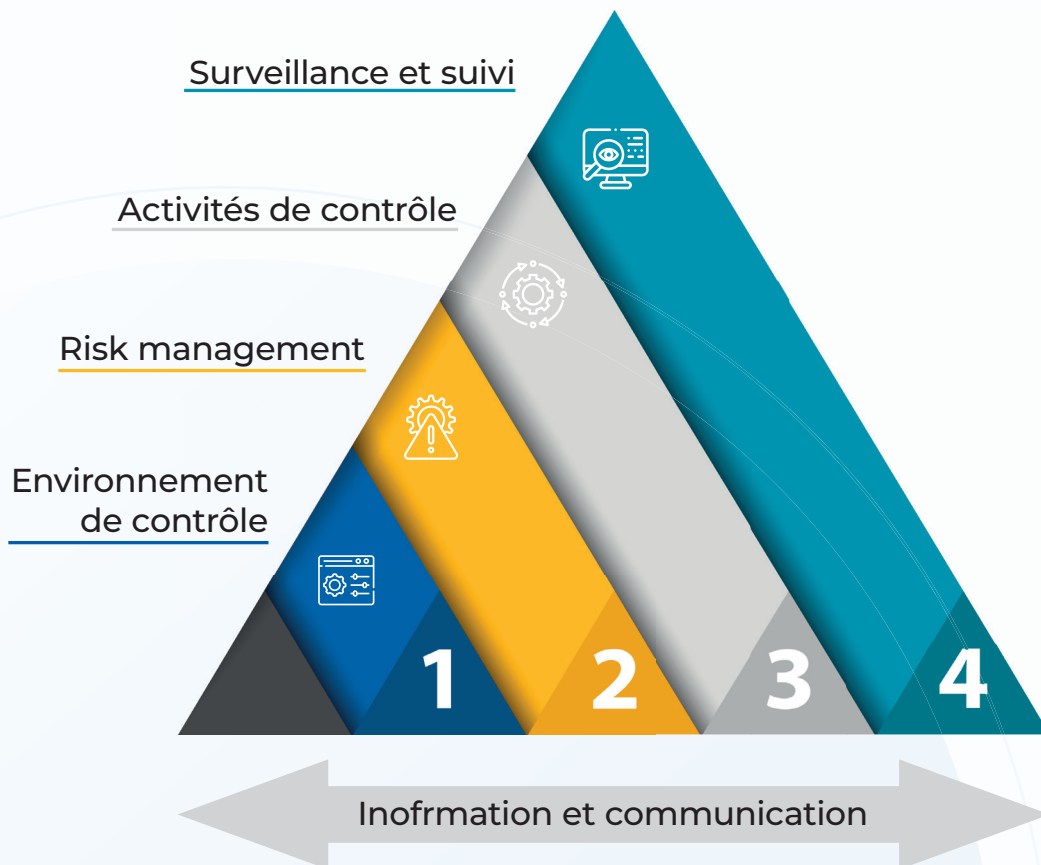 Surveillance et suivi
Activités de contrôle
Risk management
Environnement
de contrôle
1 2 3 4
Inofrmation et communication